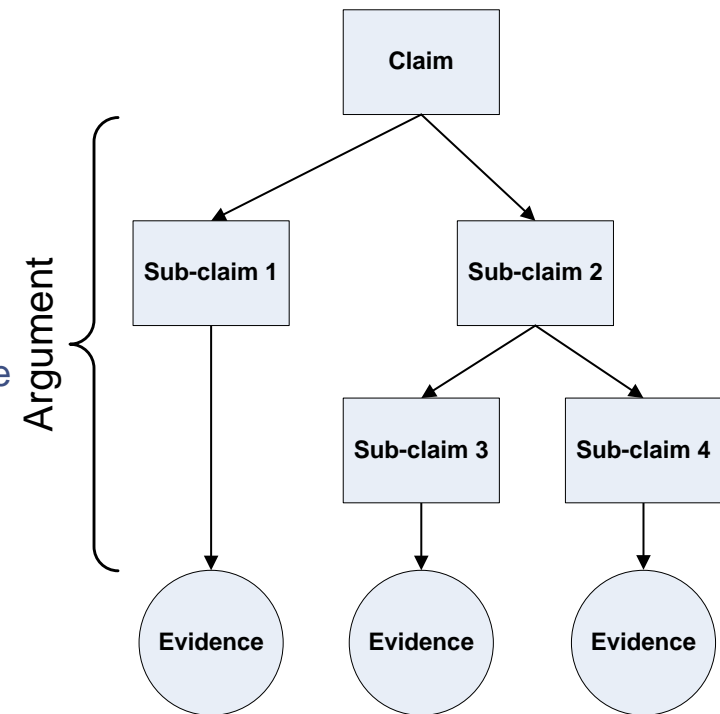 Claim
Sub-claim 1
Sub-claim 2
e
Argument
Sub-claim 3
Sub-claim 4
Evidence
Evidence
Evidence